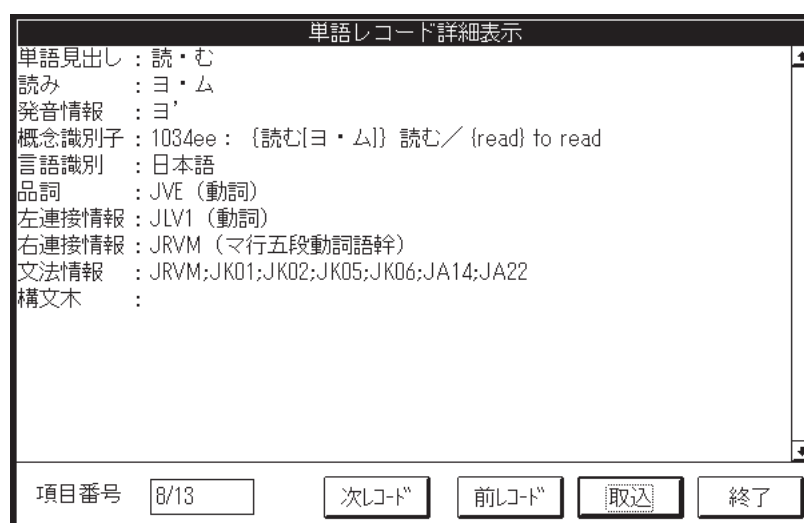 単語レコード詳細表示
単語見出し：読・む
読み　　　：ヨ・ム
発音情報　：ヨ’
概念識別子：1034ee： {読む[ヨ・ム]} 読む／ {read} to read
言語識別　：日本語
品詞　　　：JVE（動詞）
左連接情報：JLV1（動詞）
右連接情報：JRVM（マ行五段動詞語幹）
文法情報　：JRVM;JK01;JK02;JK05;JK06;JA14;JA22
構文木　　：
項目番号 8/13 次ﾚｺｰﾄﾞ 前ﾚｺｰﾄﾞ 取込 終了